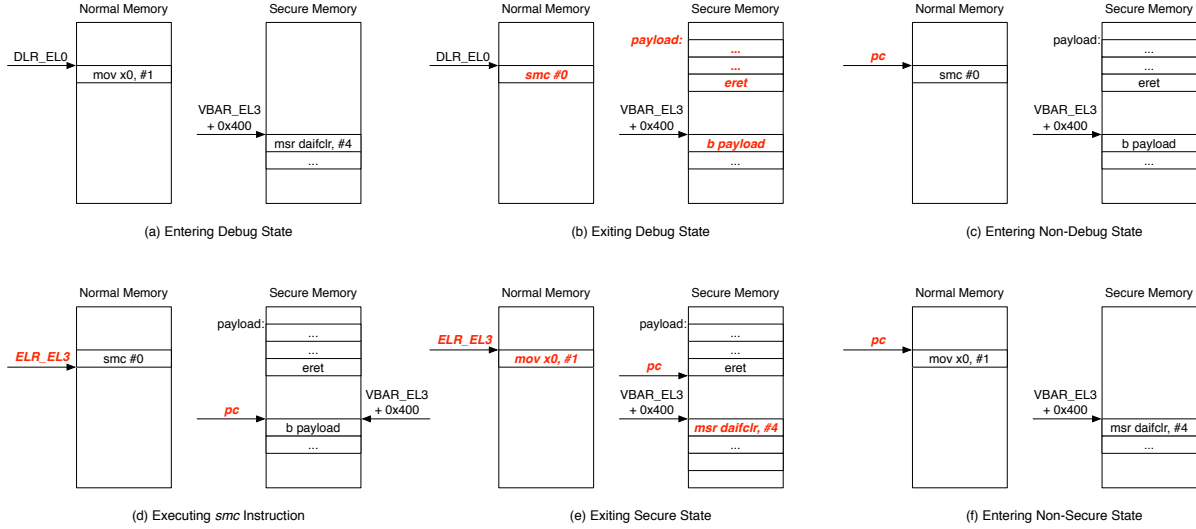 Normal Memory
Secure Memory
DLR_EL0
mov x0, #1
VBAR_EL3
+ 0x400
msr daifclr, #4
...
(a) Entering Debug State
Normal Memory
Secure Memory
payload:
...
...
DLR_EL0
smc #0
eret
VBAR_EL3
+ 0x400
b payload
...
(b) Exiting Debug State
Normal Memory
Secure Memory
payload:
...
pc
...
smc #0
eret
VBAR_EL3
+ 0x400
b payload
...
(c) Entering Non-Debug State
Normal Memory
Secure Memory
payload:
...
...
ELR_EL3
smc #0
eret
pc
VBAR_EL3
+ 0x400
b payload
...
(d) Executing smc Instruction
Normal Memory
Secure Memory
payload:
...
ELR_EL3
...
mov x0, #1
pc
eret
VBAR_EL3
+ 0x400
msr daifclr, #4
...
(e) Exiting Secure State
Normal Memory
Secure Memory
pc
mov x0, #1
VBAR_EL3
+ 0x400
msr daifclr, #4
...
(f) Entering Non-Secure State